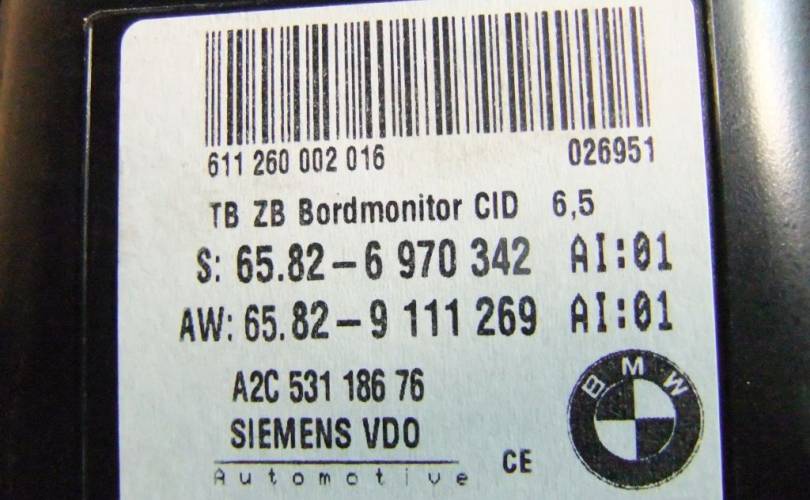 611 260 002 016 026951
TB ZB Bordmonitor CID 6,5
S: 65.82-6 970 342 AI:01
AW: 65.82-9 111 269 AI:01
A2C 531 186 76
SIEMENS VDO
Automotive
CE
BMW